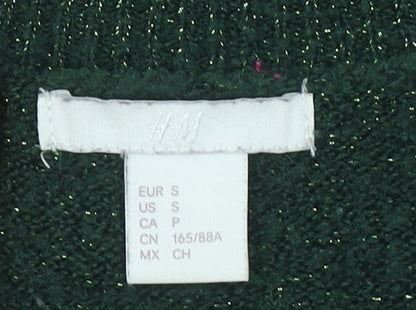 H&M
EUR S
US S
CA P
CN 165/88A
MX CH